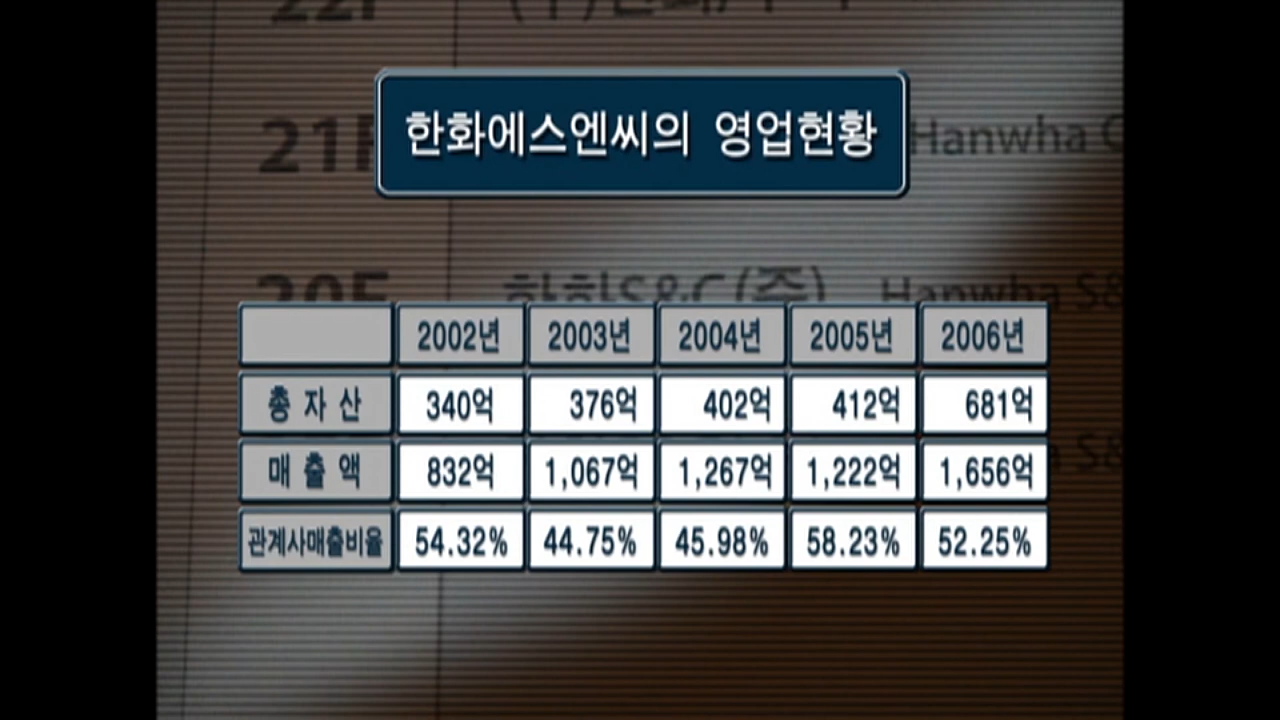 22F
21F
Hanwha
한화에스엔씨의 영업현황
20F 한화S&C(주) Hanwha S&
2002년 2003년 2004년 2005년 2006년
총 자 산 340억 376억 402억 412억 681억
매 출 액 832억 1,067억 1,267억 1,222억 1,656억
관계사매출비율 54.32% 44.75% 45.98% 58.23% 52.25%